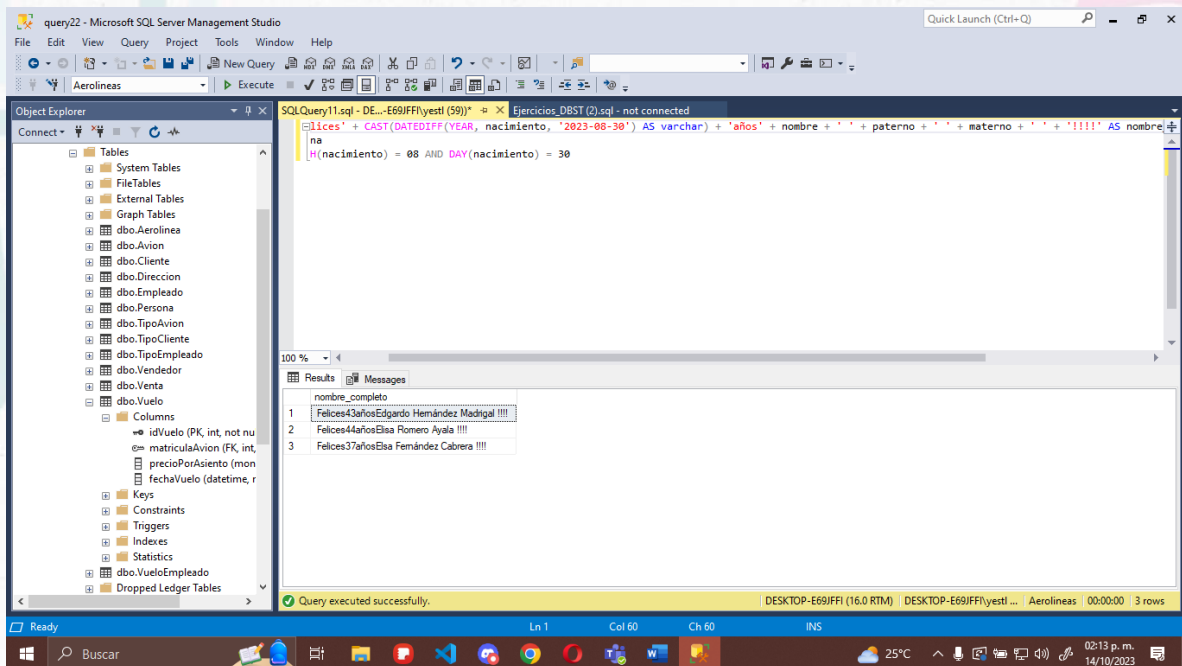 query22 - Microsoft SQL Server Management Studio
Quick Launch (Ctrl+Q)
File Edit View Query Project Tools Window Help
New Query
Aerolineas
Execute
Object Explorer
SQLQuery11.sql - DE...-E69JFFI\yestl (59))*
Ejercicios_DBST (2).sql - not connected
Connect
lices' + CAST(DATEDIFF(YEAR, nacimiento, '2023-08-30') AS varchar) + 'años' + nombre + ' ' + paterno + ' ' + materno + ' ' + '!!!!' AS nombre
na
H(nacimiento) = 08 AND DAY(nacimiento) = 30
Tables
System Tables
FileTables
External Tables
Graph Tables
dbo.Aerolinea
dbo.Avion
dbo.Cliente
dbo.Direccion
dbo.Empleado
dbo.Persona
dbo.TipoAvion
dbo.TipoCliente
dbo.TipoEmpleado
dbo.Vendedor
dbo.Venta
dbo.Vuelo
Columns
idVuelo (PK, int, not nu
matriculaAvion (FK, int,
precioPorAsiento (mon
fechaVuelo (datetime, r
Keys
Constraints
Triggers
Indexes
Statistics
dbo.VueloEmpleado
Dropped Ledger Tables
100 %
Results Messages
nombre_completo
1 Felices43añosEdgardo Hernández Madrigal !!!!
2 Felices44añosElisa Romero Ayala !!!!
3 Felices37añosElsa Fernández Cabrera !!!!
Query executed successfully.
DESKTOP-E69JFFI (16.0 RTM) DESKTOP-E69JFFI\yestl ... Aerolineas 00:00:00 3 rows
Ready
Ln 1 Col 60 Ch 60 INS
Buscar
25°C
02:13 p. m.
14/10/2023